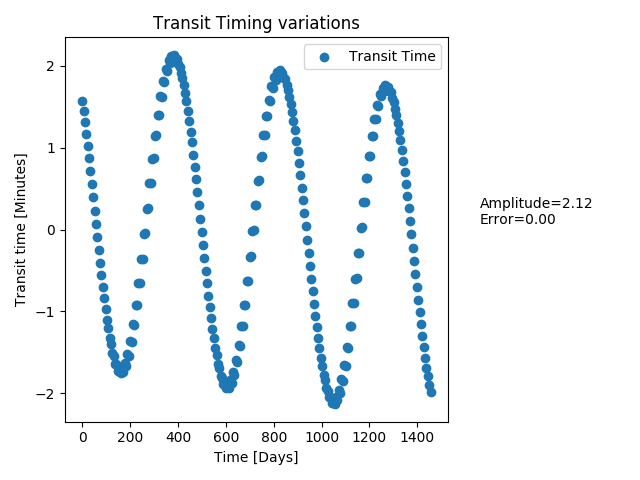 Transit Timing variations
Transit Time
Transit time [Minutes]
2
1
0
−1
−2
0 200 400 600 800 1000 1200 1400
Time [Days]
Amplitude=2.12
Error=0.00